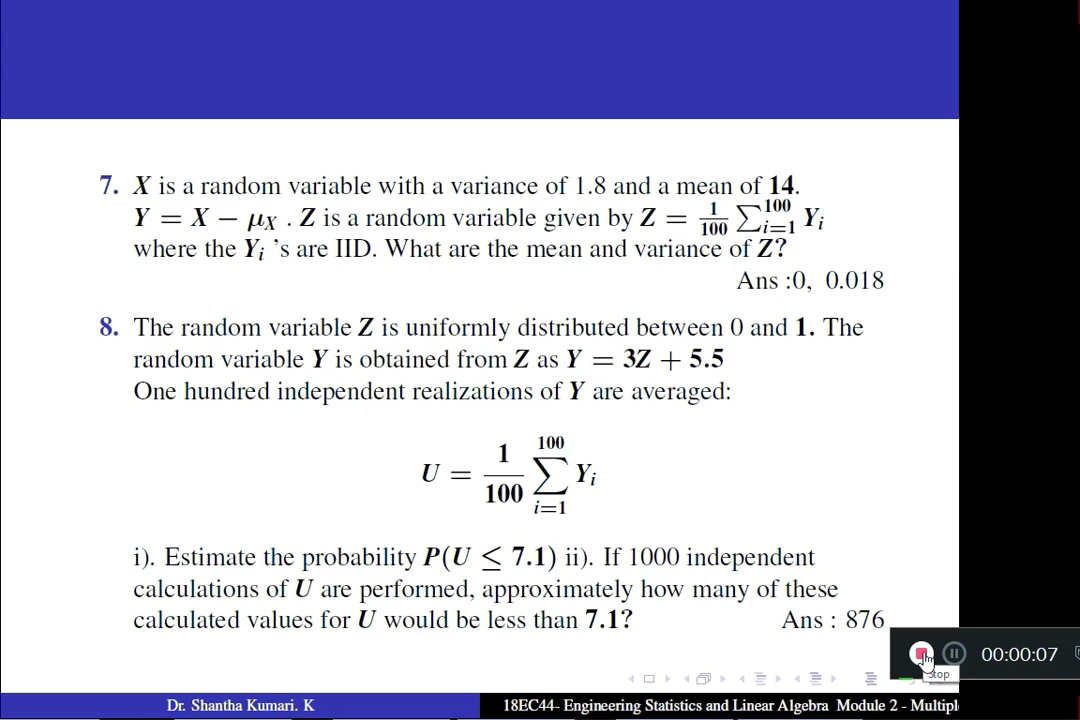 7. X is a random variable with a variance of 1.8 and a mean of 14.
Y = X − μX . Z is a random variable given by Z = 1/100 ∑_{i=1}^{100} Yi
where the Yi 's are IID. What are the mean and variance of Z?
Ans :0, 0.018
8. The random variable Z is uniformly distributed between 0 and 1. The
random variable Y is obtained from Z as Y = 3Z + 5.5
One hundred independent realizations of Y are averaged:
U = 1/100 ∑_{i=1}^{100} Yi
i). Estimate the probability P(U ≤ 7.1) ii). If 1000 independent
calculations of U are performed, approximately how many of these
calculated values for U would be less than 7.1? Ans : 876
00:00:07
Stop
Dr. Shantha Kumari. K 18EC44- Engineering Statistics and Linear Algebra Module 2 - Multipl